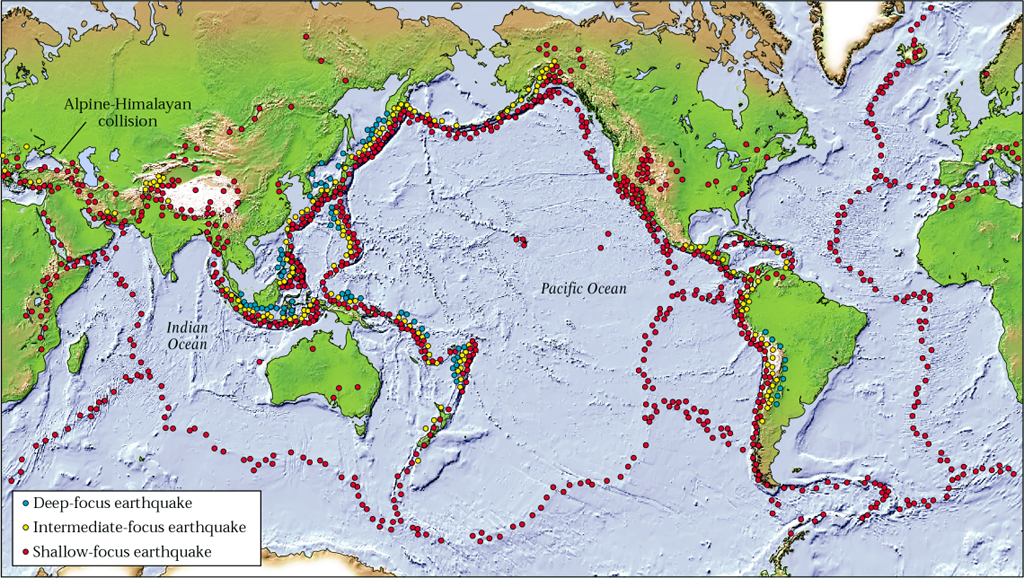 Alpine-Himalayan
collision
Pacific Ocean
Indian
Ocean
Deep-focus earthquake
Intermediate-focus earthquake
Shallow-focus earthquake